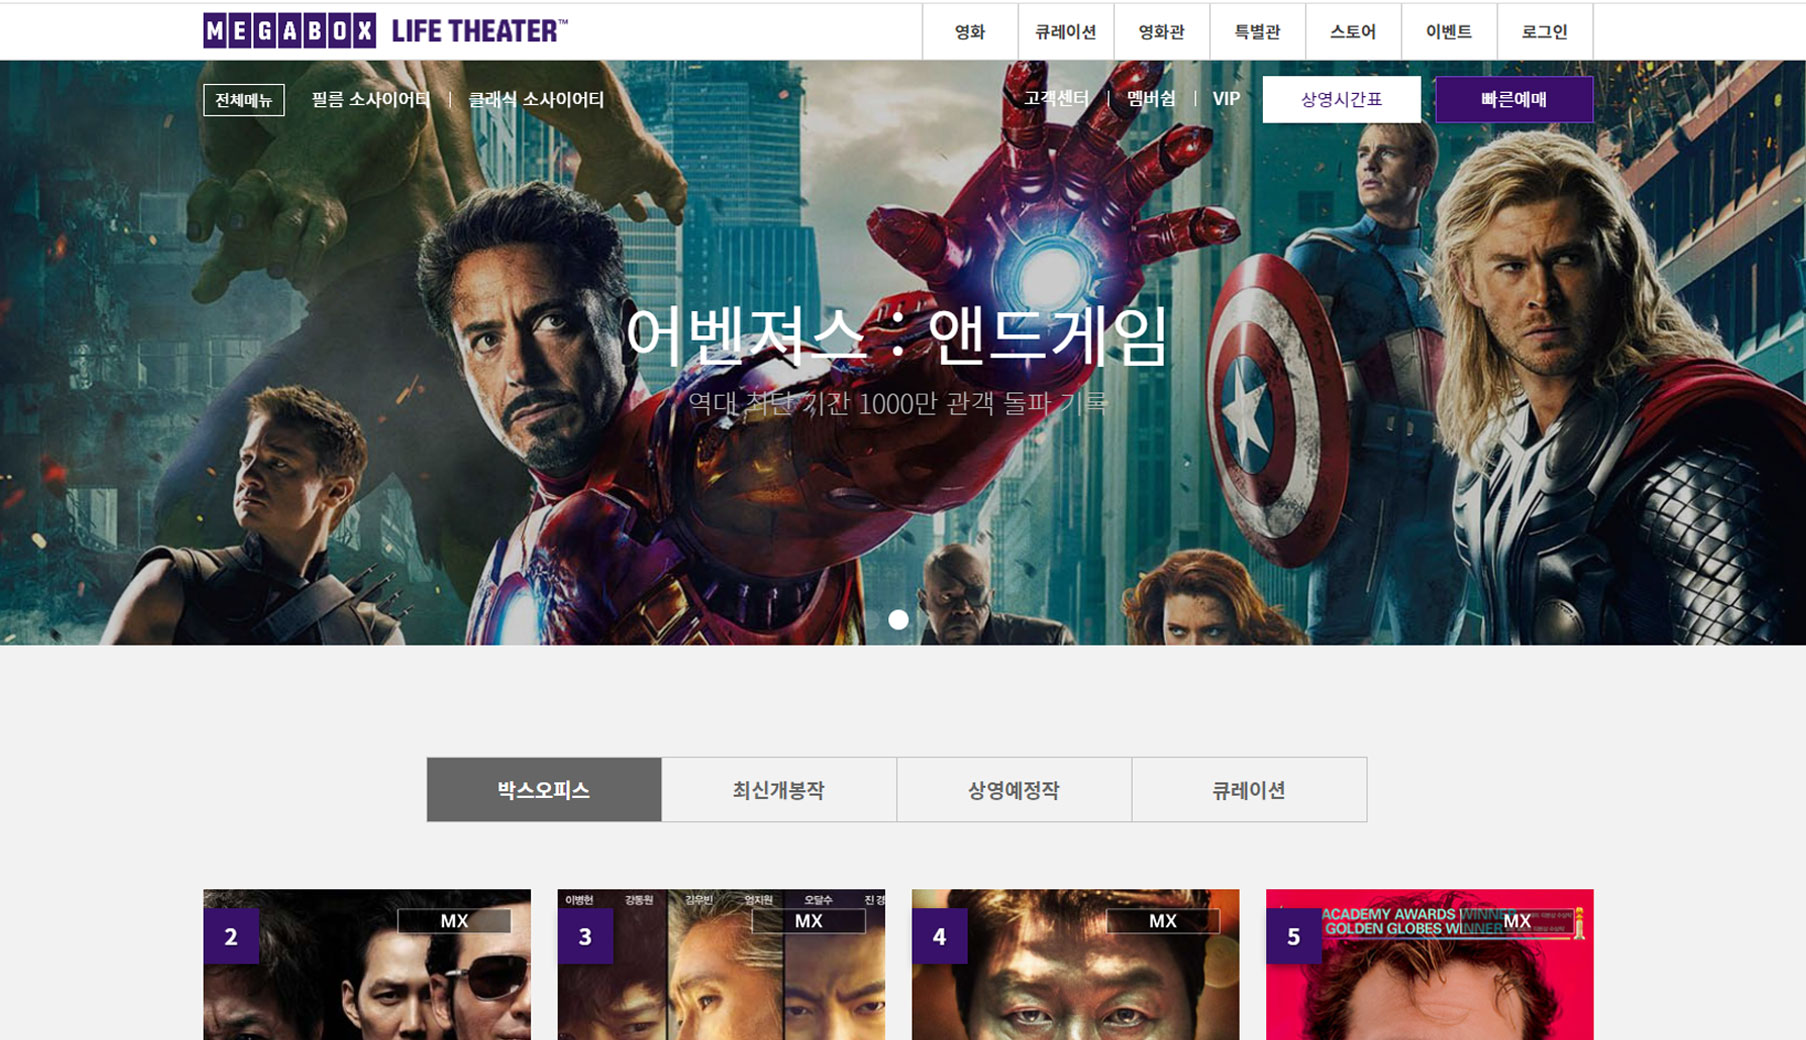 MEGABOX LIFE THEATER™
영화 큐레이션 영화관 특별관 스토어 이벤트 로그인
전체메뉴 필름 소사이어티 | 클래식 소사이어티
고객센터 | 멤버쉽 | VIP 상영시간표 빠른예매
어벤져스 : 앤드게임
역대 최단 기간 1000만 관객 돌파 기록
박스오피스 최신개봉작 상영예정작 큐레이션
2 MX
이병헌 강동원 김우빈 엄지원 오달수 진경
3 MX
4 MX
ACADEMY AWARDS WINNER
GOLDEN GLOBES WINNER
5 MX